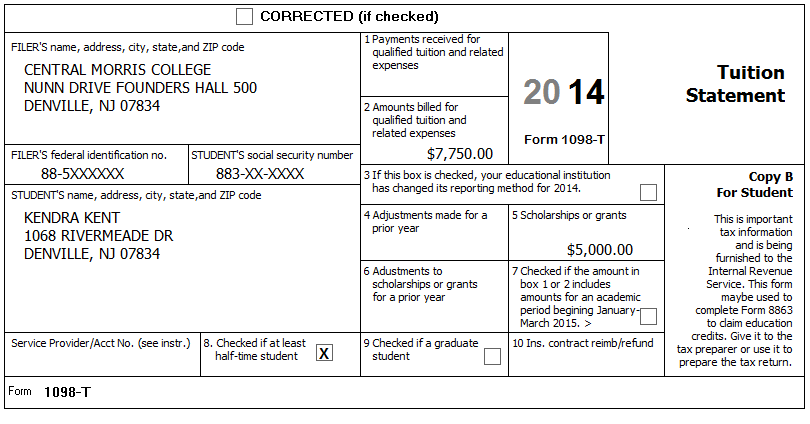 CORRECTED (if checked)
FILER'S name, address, city, state,and ZIP code
CENTRAL MORRIS COLLEGE
NUNN DRIVE FOUNDERS HALL 500
DENVILLE, NJ 07834
1 Payments received for
qualified tuition and related
expenses
2 Amounts billed for
qualified tuition and
related expenses
$7,750.00
2014
Form 1098-T
Tuition
Statement
FILER'S federal identification no.
88-5XXXXXX
STUDENT'S social security number
883-XX-XXXX
3 If this box is checked, your educational institution
has changed its reporting method for 2014.
Copy B
For Student
STUDENT'S name, address, city, state,and ZIP code
KENDRA KENT
1068 RIVERMEADE DR
DENVILLE, NJ 07834
4 Adjustments made for a
prior year
5 Scholarships or grants
$5,000.00
6 Adustments to
scholarships or grants
for a prior year
7 Checked if the amount in
box 1 or 2 includes
amounts for an academic
period begining January-
March 2015. >
This is important
tax information
and is being
furnished to the
Internal Revenue
Service. This form
maybe used to
complete Form 8863
to claim education
credits. Give it to the
tax preparer or use it to
prepare the tax return.
Service Provider/Acct No. (see instr.)
8. Checked if at least
half-time student
X
9 Checked if a graduate
student
10 Ins. contract reimb/refund
Form 1098-T